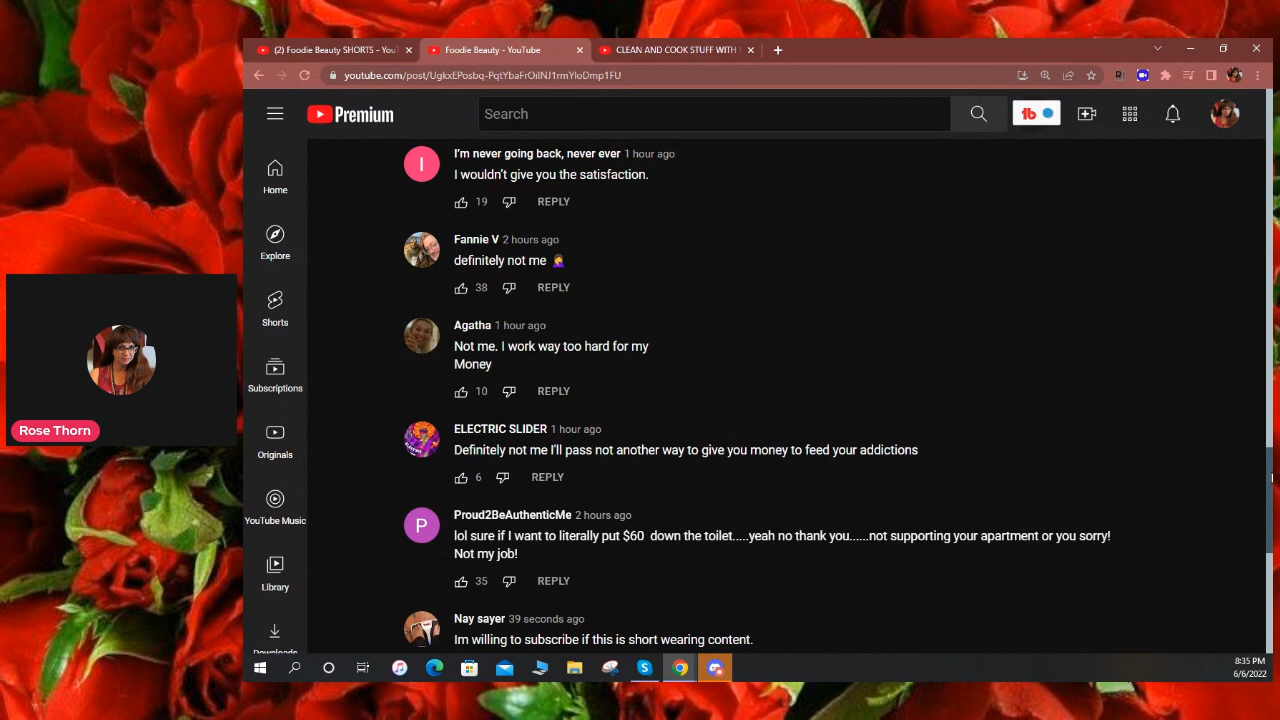 (2) Foodie Beauty SHORTS - YouT
Foodie Beauty - YouTube
CLEAN AND COOK STUFF WITH
youtube.com/post/UgkxEPosbq-PqtYbaFrOiINJ1rmYloDmp1FU
Premium
Search
tb
Home
Explore
Shorts
Subscriptions
Originals
YouTube Music
Library
Downloads
I'm never going back, never ever 1 hour ago
I wouldn't give you the satisfaction.
19 REPLY
Fannie V 2 hours ago
definitely not me 🤦‍♀️
38 REPLY
Agatha 1 hour ago
Not me. I work way too hard for my
Money
10 REPLY
ELECTRIC SLIDER 1 hour ago
Definitely not me I'll pass not another way to give you money to feed your addictions
6 REPLY
P
Proud2BeAuthenticMe 2 hours ago
lol sure if I want to literally put $60 down the toilet.....yeah no thank you......not supporting your apartment or you sorry!
Not my job!
35 REPLY
Nay sayer 39 seconds ago
Im willing to subscribe if this is short wearing content.
I
Rose Thorn
8:35 PM
6/6/2022